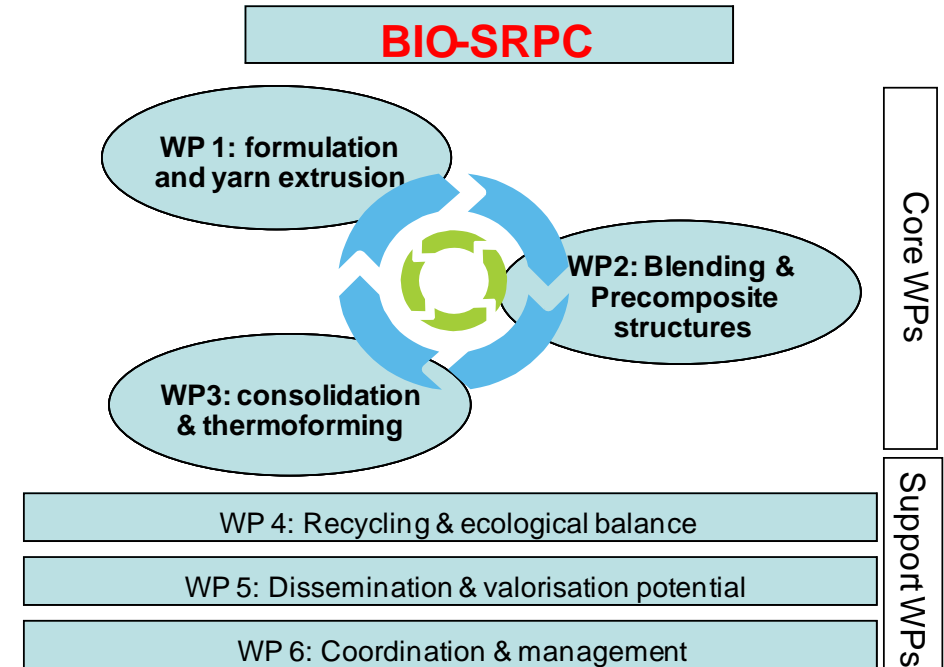 BIO-SRPC
WP 1: formulation
and yarn extrusion
WP2: Blending &
Precomposite
structures
WP3: consolidation
& thermoforming
Core WPs
WP 4: Recycling & ecological balance
WP 5: Dissemination & valorisation potential
WP 6: Coordination & management
Support WPs